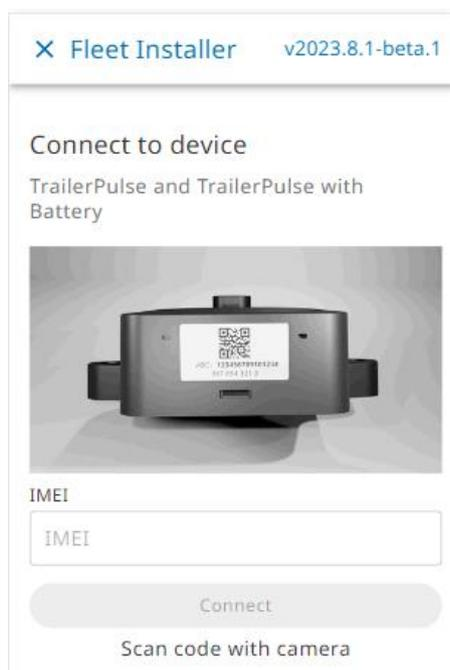 Fleet Installer v2023.8.1-beta.1
Connect to device
TrailerPulse and TrailerPulse with
Battery
IMEI
IMEI
Connect
Scan code with camera